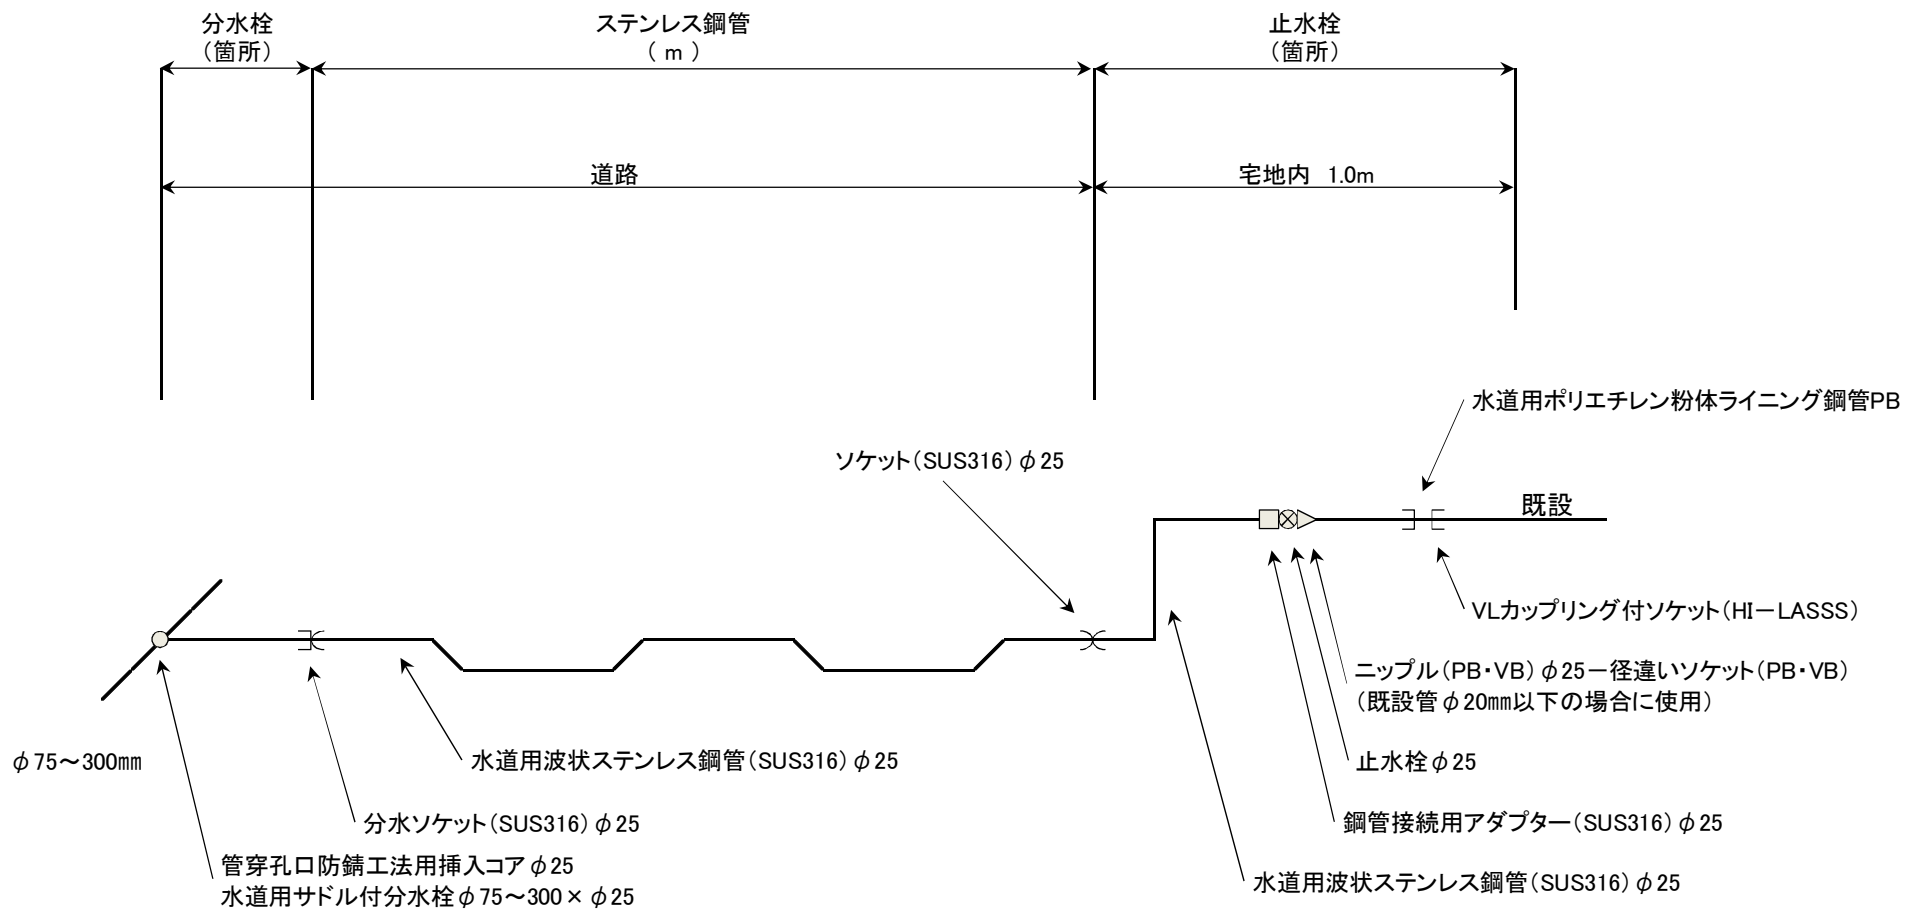 分水栓
（箇所）
ステンレス鋼管
（ｍ）
止水栓
（箇所）
道路
宅地内　1.0m
水道用ポリエチレン粉体ライニング鋼管PB
ソケット（SUS316）φ25
既設
VLカップリング付ソケット（HI－LASSS）
ニップル（PB・VB）φ25－径違いソケット（PB・VB）
（既設管φ20㎜以下の場合に使用）
φ75～300㎜
水道用波状ステンレス鋼管（SUS316）φ25
止水栓φ25
分水ソケット（SUS316）φ25
鋼管接続用アダプター（SUS316）φ25
管穿孔口防錆工法用挿入コアφ25
水道用サドル付分水栓φ75～300×φ25
水道用波状ステンレス鋼管（SUS316）φ25